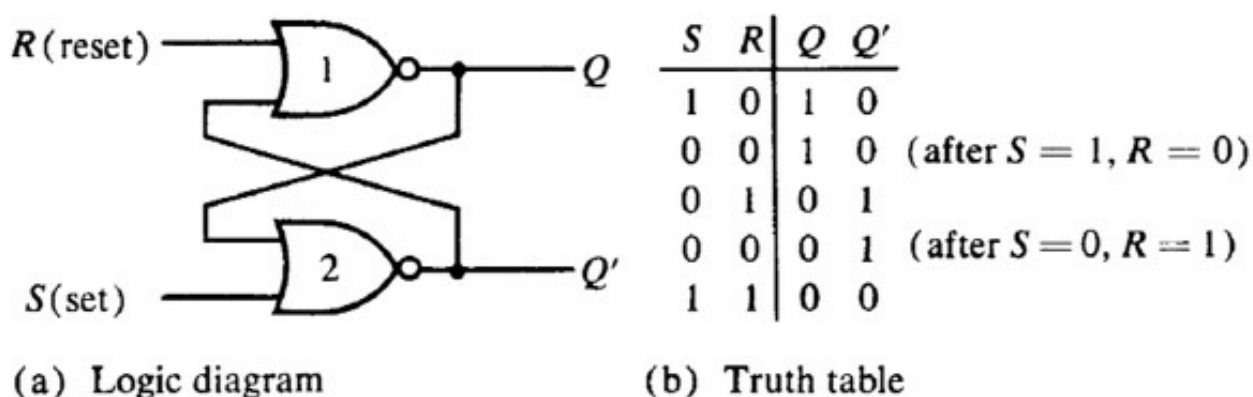 R(reset)
1
Q
2
Q′
S(set)
(a) Logic diagram
S R Q Q′
1 0 1 0
0 0 1 0 (after S = 1, R = 0)
0 1 0 1
0 0 0 1 (after S = 0, R = 1)
1 1 0 0
(b) Truth table